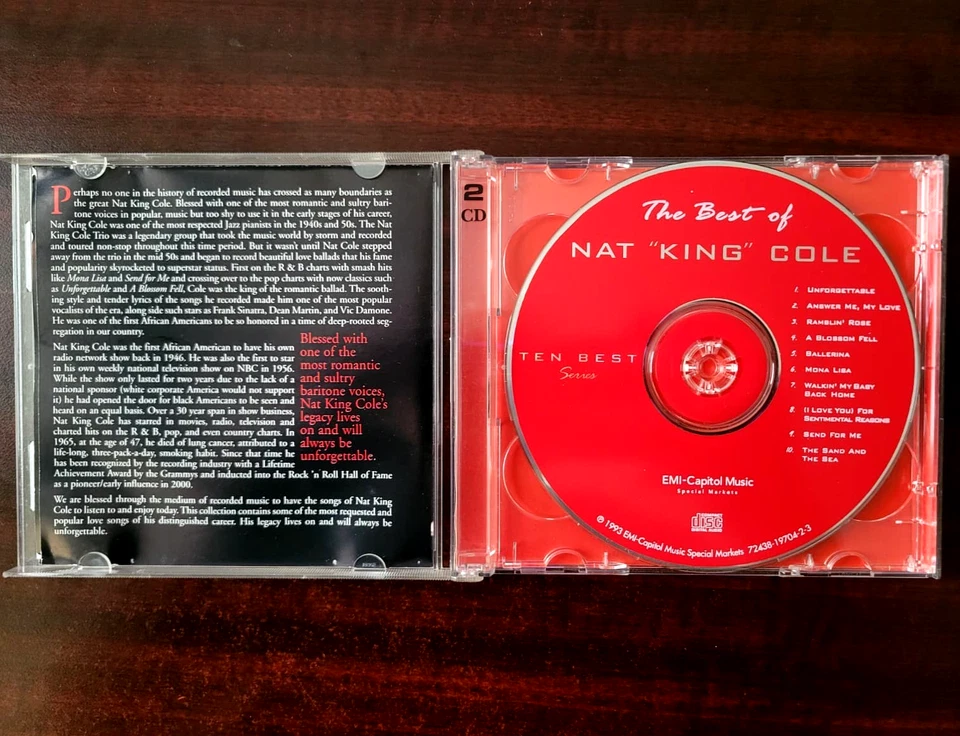 Perhaps no one in the history of recorded music has crossed as many boundaries as
the great Nat King Cole. Blessed with one of the most romantic and sultry bari-
tone voices in popular, music but too shy to use it in the early stages of his career,
Nat King Cole was one of the most respected Jazz pianists in the 1940s and 50s. The Nat
King Cole Trio was a legendary group that took the music world by storm and recorded
and toured non-stop throughout this time period. But it wasn't until Nat Cole stepped
away from the trio in the mid 50s and began to record beautiful love ballads that his fame
and popularity skyrocketed to superstar status. First on the R & B charts with smash hits
like Mona Lisa and Send for Me and crossing over to the pop charts with now classics such
as Unforgettable and A Blossom Fell, Cole was the king of the romantic ballad. The sooth-
ing style and tender lyrics of the songs he recorded made him one of the most popular
vocalists of the era, along side such stars as Frank Sinatra, Dean Martin, and Vic Damone.
He was one of the first African Americans to be so honored in a time of deep-rooted seg-
regation in our country.
Nat King Cole was the first African American to have his own
radio network show back in 1946. He was also the first to star
in his own weekly national television show on NBC in 1956.
While the show only lasted for two years due to the lack of a
national sponsor (white corporate America would not support
it) he had opened the door for black Americans to be seen and
heard on an equal basis. Over a 30 year span in show business,
Nat King Cole has starred in movies, radio, television and
charted hits on the R & B, pop, and even country charts. In
1965, at the age of 47, he died of lung cancer, attributed to a
life-long, three-pack-a-day, smoking habit. Since that time he
has been recognized by the recording industry with a Lifetime
Achievement Award by the Grammys and inducted into the Rock 'n Roll Hall of Fame
as a pioneer/early influence in 2000.
We are blessed through the medium of recorded music to have the songs of Nat King
Cole to listen to and enjoy today. This collection contains some of the most requested and
popular love songs of his distinguished career. His legacy lives on and will always be
unforgettable.
Blessed with
one of the
most romantic
and sultry
baritone voices,
Nat King Cole's
legacy lives
on and will
always be
unforgettable.
2
CD
The Best of
NAT "KING" COLE
TEN BEST
Series
1. UNFORGETTABLE
2. ANSWER ME, MY LOVE
3. RAMBLIN' ROSE
4. A BLOSSOM FELL
5. BALLERINA
6. MONA LISA
7. WALKIN' MY BABY
BACK HOME
8. (I LOVE YOU) FOR
SENTIMENTAL REASONS
9. SEND FOR ME
10. THE SAND AND
THE SEA
EMI-Capitol Music
Special Markets
COMPACT
disc
DIGITAL AUDIO
℗ 1993 EMI-Capitol Music Special Markets 72438-19704-2-3